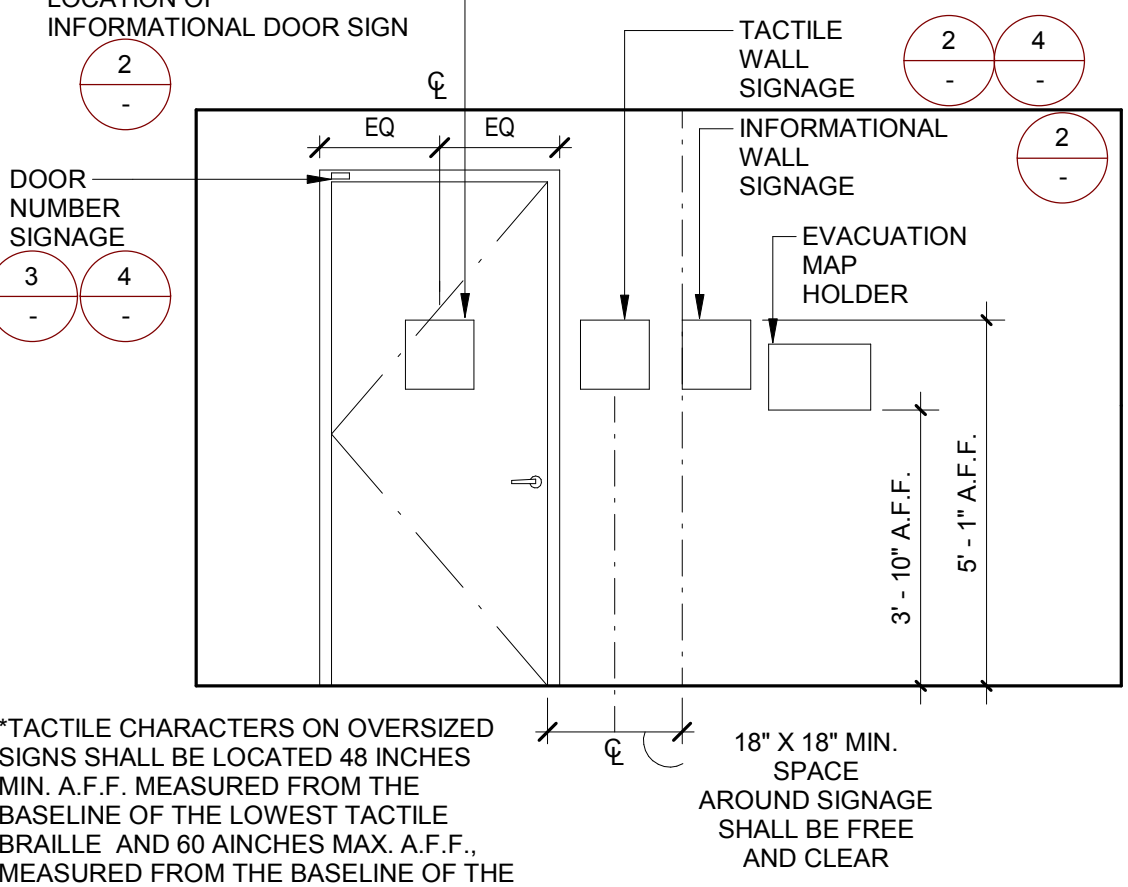 LOCATION OF
INFORMATIONAL DOOR SIGN
2
-
TACTILE
WALL
SIGNAGE
2
-
4
-
℄
EQ
EQ
INFORMATIONAL
WALL
SIGNAGE
2
-
DOOR
NUMBER
SIGNAGE
3
-
4
-
EVACUATION
MAP
HOLDER
3' - 10" A.F.F.
5' - 1" A.F.F.
℄
*TACTILE CHARACTERS ON OVERSIZED
SIGNS SHALL BE LOCATED 48 INCHES
MIN. A.F.F. MEASURED FROM THE
BASELINE OF THE LOWEST TACTILE
BRAILLE AND 60 AINCHES MAX. A.F.F.,
MEASURED FROM THE BASELINE OF THE
18" X 18" MIN.
SPACE
AROUND SIGNAGE
SHALL BE FREE
AND CLEAR